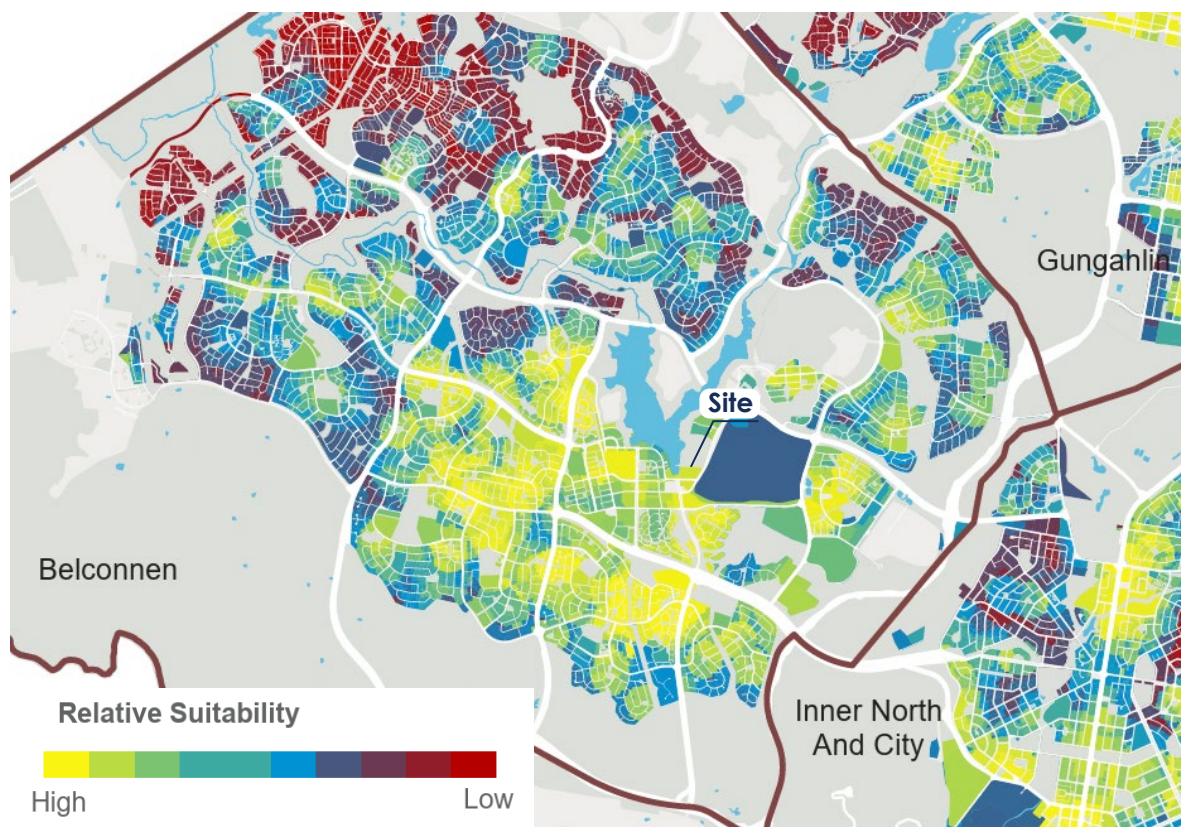 Gungahlin
Site
Belconnen
Inner North
And City
Relative Suitability
High
Low